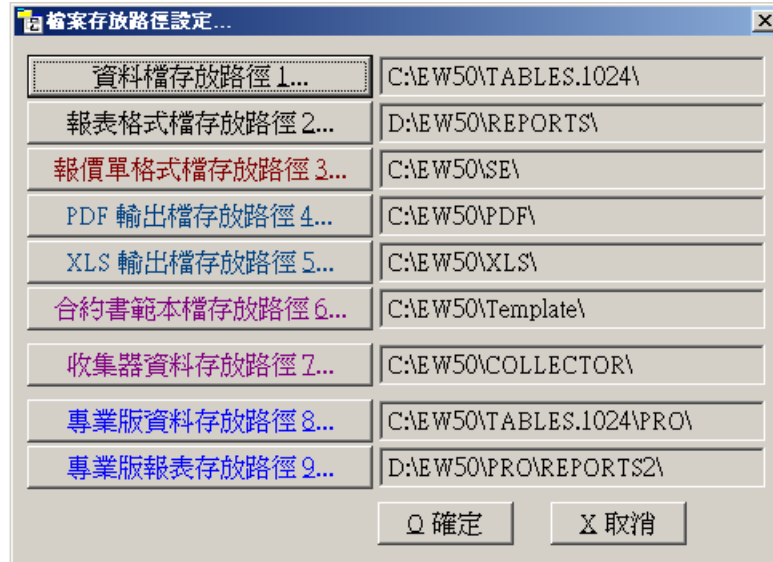 檔案存放路徑設定...
資料檔存放路徑 1... C:\EW50\TABLES.1024\
報表格式檔存放路徑 2... D:\EW50\REPORTS\
報價單格式檔存放路徑 3... C:\EW50\SE\
PDF 輸出檔存放路徑 4... C:\EW50\PDF\
XLS 輸出檔存放路徑 5... C:\EW50\XLS\
合約書範本檔存放路徑 6... C:\EW50\Template\
收集器資料存放路徑 7... C:\EW50\COLLECTOR\
專業版資料存放路徑 8... C:\EW50\TABLES.1024\PRO\
專業版報表存放路徑 9... D:\EW50\PRO\REPORTS2\
O 確定 X 取消